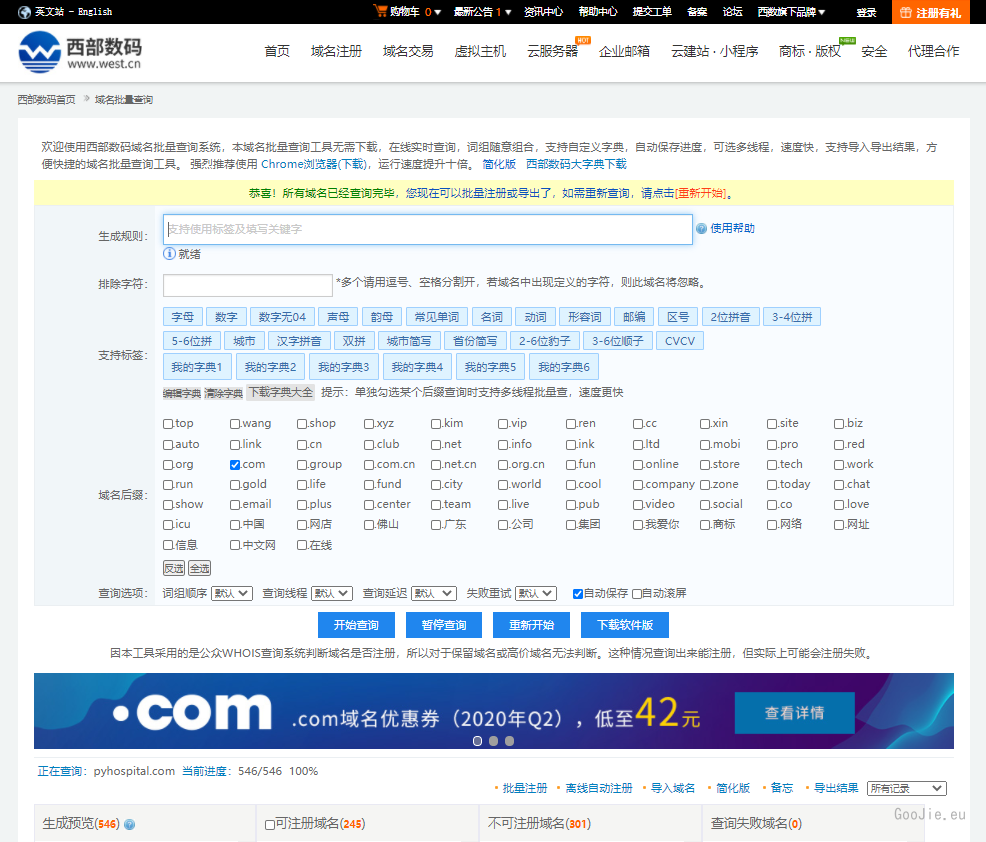 英文站 - English 购物车 0 最新公告 1 资讯中心 帮助中心 提交工单 备案 论坛 西数旗下品牌 登录 注册有礼
西部数码 www.west.cn 首页 域名注册 域名交易 虚拟主机 云服务器 HOT 企业邮箱 云建站 · 小程序 商标 · 版权 安全 代理合作
西部数码首页 » 域名批量查询
欢迎使用西部数码域名批量查询系统，本域名批量查询工具无需下载，在线实时查询，词组随意组合，支持自定义字典，自动保存进度，可选多线程，速度快，支持导入导出结果，方
便快捷的域名批量查询工具。 强烈推荐使用 Chrome浏览器(下载)，运行速度提升十倍。 简化版 西部数码大字典下载
恭喜！所有域名已经查询完毕，您现在可以批量注册或导出了，如需重新查询，请点击[重新开始]。
生成规则： 支持使用标签及填写关键字 使用帮助
就绪
排除字符： *多个请用逗号、空格分割开，若域名中出现定义的字符，则此域名将忽略。
字母 数字 数字无04 声母 韵母 常见单词 名词 动词 形容词 邮编 区号 2位拼音 3-4位拼
5-6位拼 城市 汉字拼音 双拼 城市简写 省份简写 2-6位豹子 3-6位顺子 CVCV
支持标签：
我的字典1 我的字典2 我的字典3 我的字典4 我的字典5 我的字典6
编辑字典 清除字典 下载字典大全 提示：单独勾选某个后缀查询时支持多线程批量查，速度更快
.top .wang .shop .xyz .kim .vip .ren .cc .xin .site .biz
.auto .link .cn .club .net .info .ink .ltd .mobi .pro .red
.org .com .group .com.cn .net.cn .org.cn .fun .online .store .tech .work
.run .gold .life .fund .city .world .cool .company .zone .today .chat
域名后缀：
.show .email .plus .center .team .live .pub .video .social .co .love
.icu .中国 .网店 .佛山 .广东 .公司 .集团 .我爱你 .商标 .网络 .网址
.信息 .中文网 .在线
反选 全选
查询选项： 词组顺序 默认 查询线程 默认 查询延迟 默认 失败重试 默认 自动保存 自动滚屏
开始查询 暂停查询 重新开始 下载软件版
因本工具采用的是公众WHOIS查询系统判断域名是否注册，所以对于保留域名或高价域名无法判断。这种情况查询出来能注册，但实际上可能会注册失败。
.com .com域名优惠券（2020年Q2），低至42元 查看详情
正在查询： pyhospital.com 当前进度： 546/546 100%
批量注册 离线自动注册 导入域名 简化版 备忘 导出结果 所有记录
GooJie.eu
生成预览(546) 可注册域名(245) 不可注册域名(301) 查询失败域名(0)